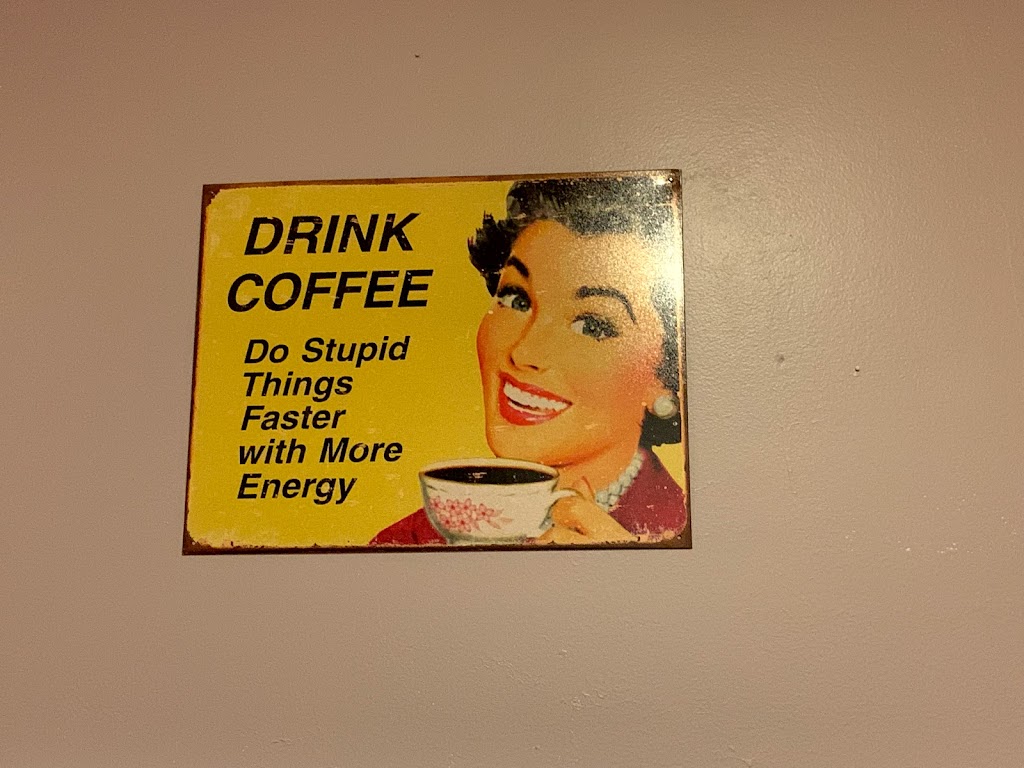 DRINK
COFFEE
Do Stupid
Things
Faster
with More
Energy